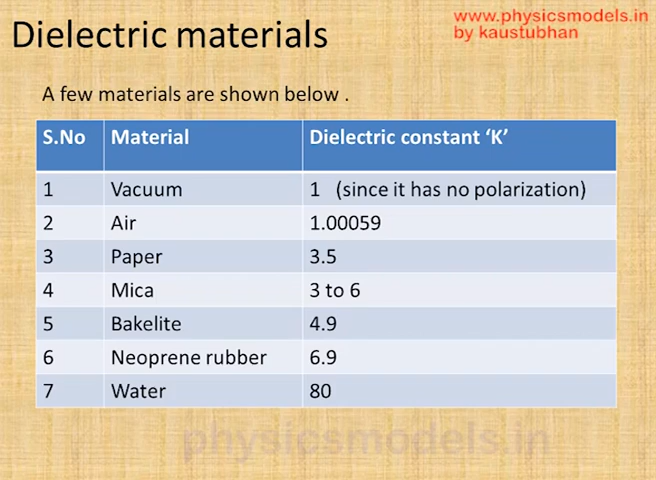 Dielectric materials
www.physicsmodels.in
by kaustubhan
A few materials are shown below .
S.No Material Dielectric constant ‘K’
1 Vacuum 1 (since it has no polarization)
2 Air 1.00059
3 Paper 3.5
4 Mica 3 to 6
5 Bakelite 4.9
6 Neoprene rubber 6.9
7 Water 80
physicsmodels.in